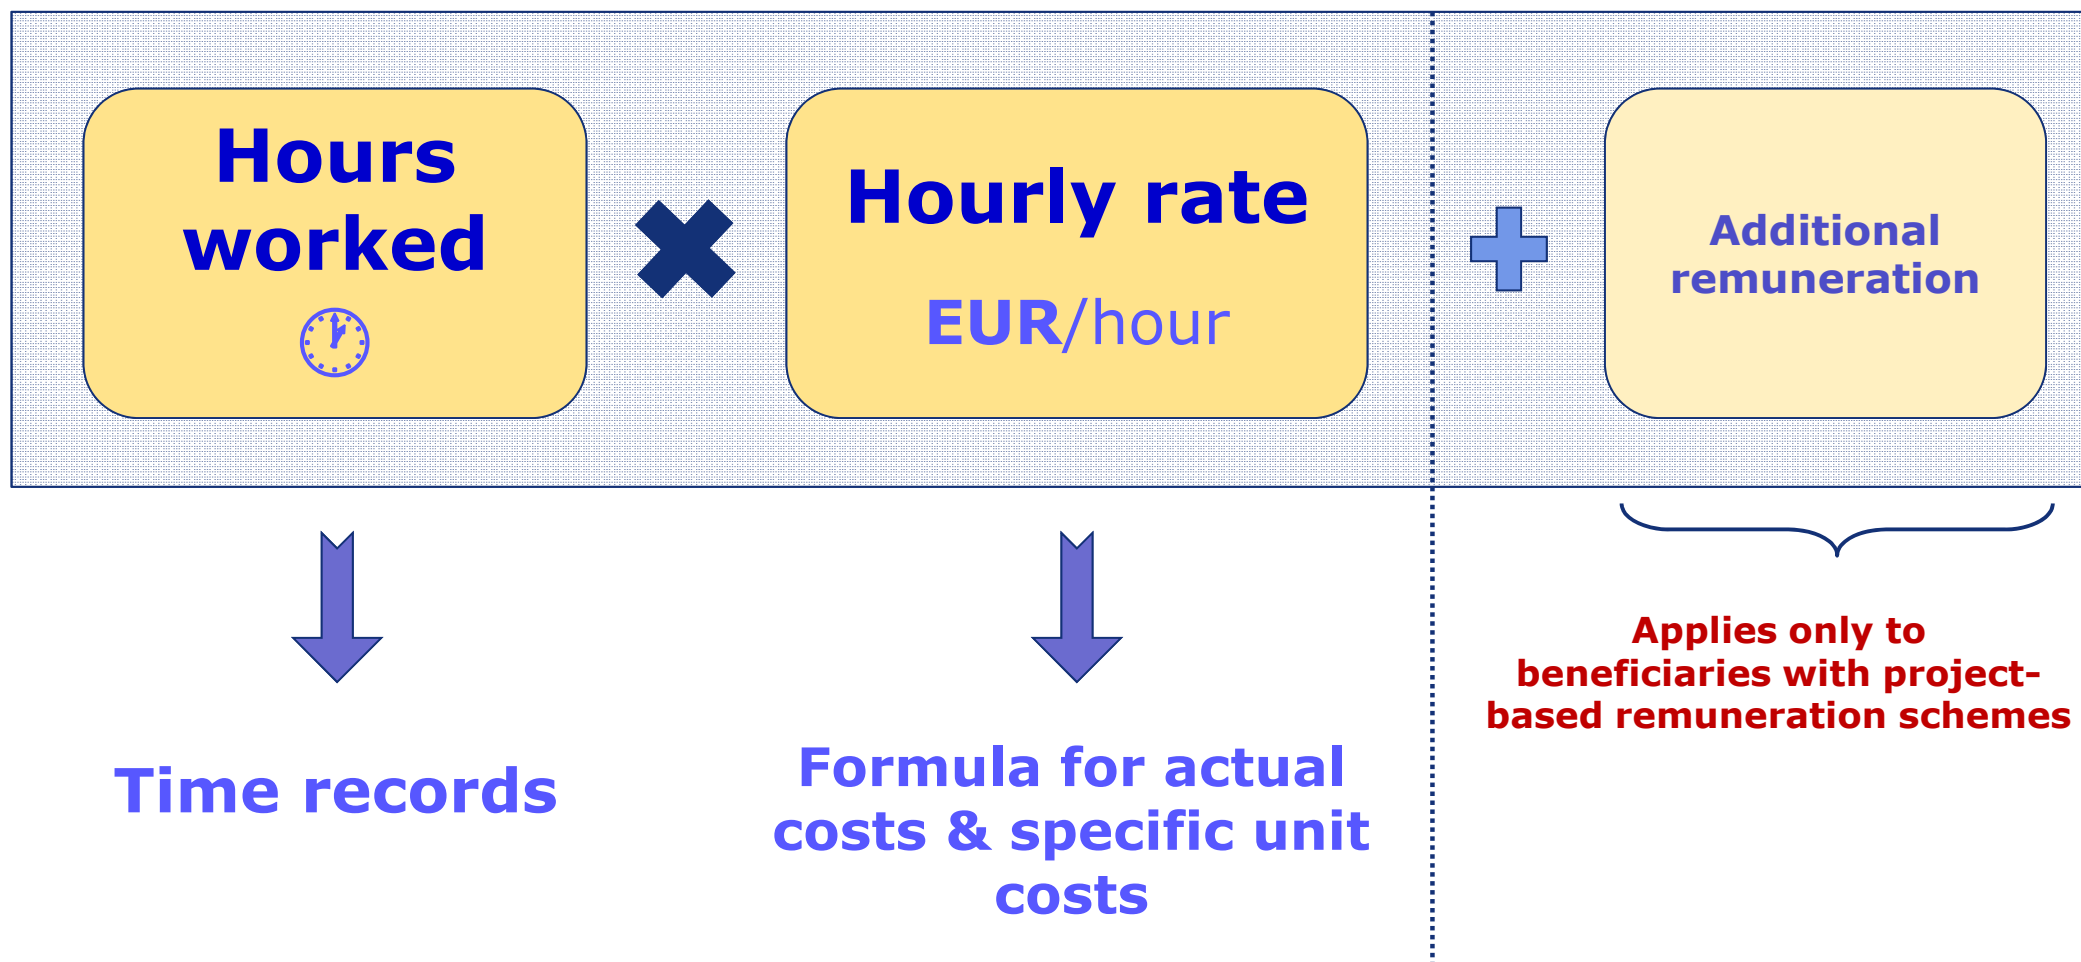 Hours
worked
Hourly rate
EUR/hour
Additional
remuneration
Time records
Formula for actual
costs & specific unit
costs
Applies only to
beneficiaries with project-
based remuneration schemes